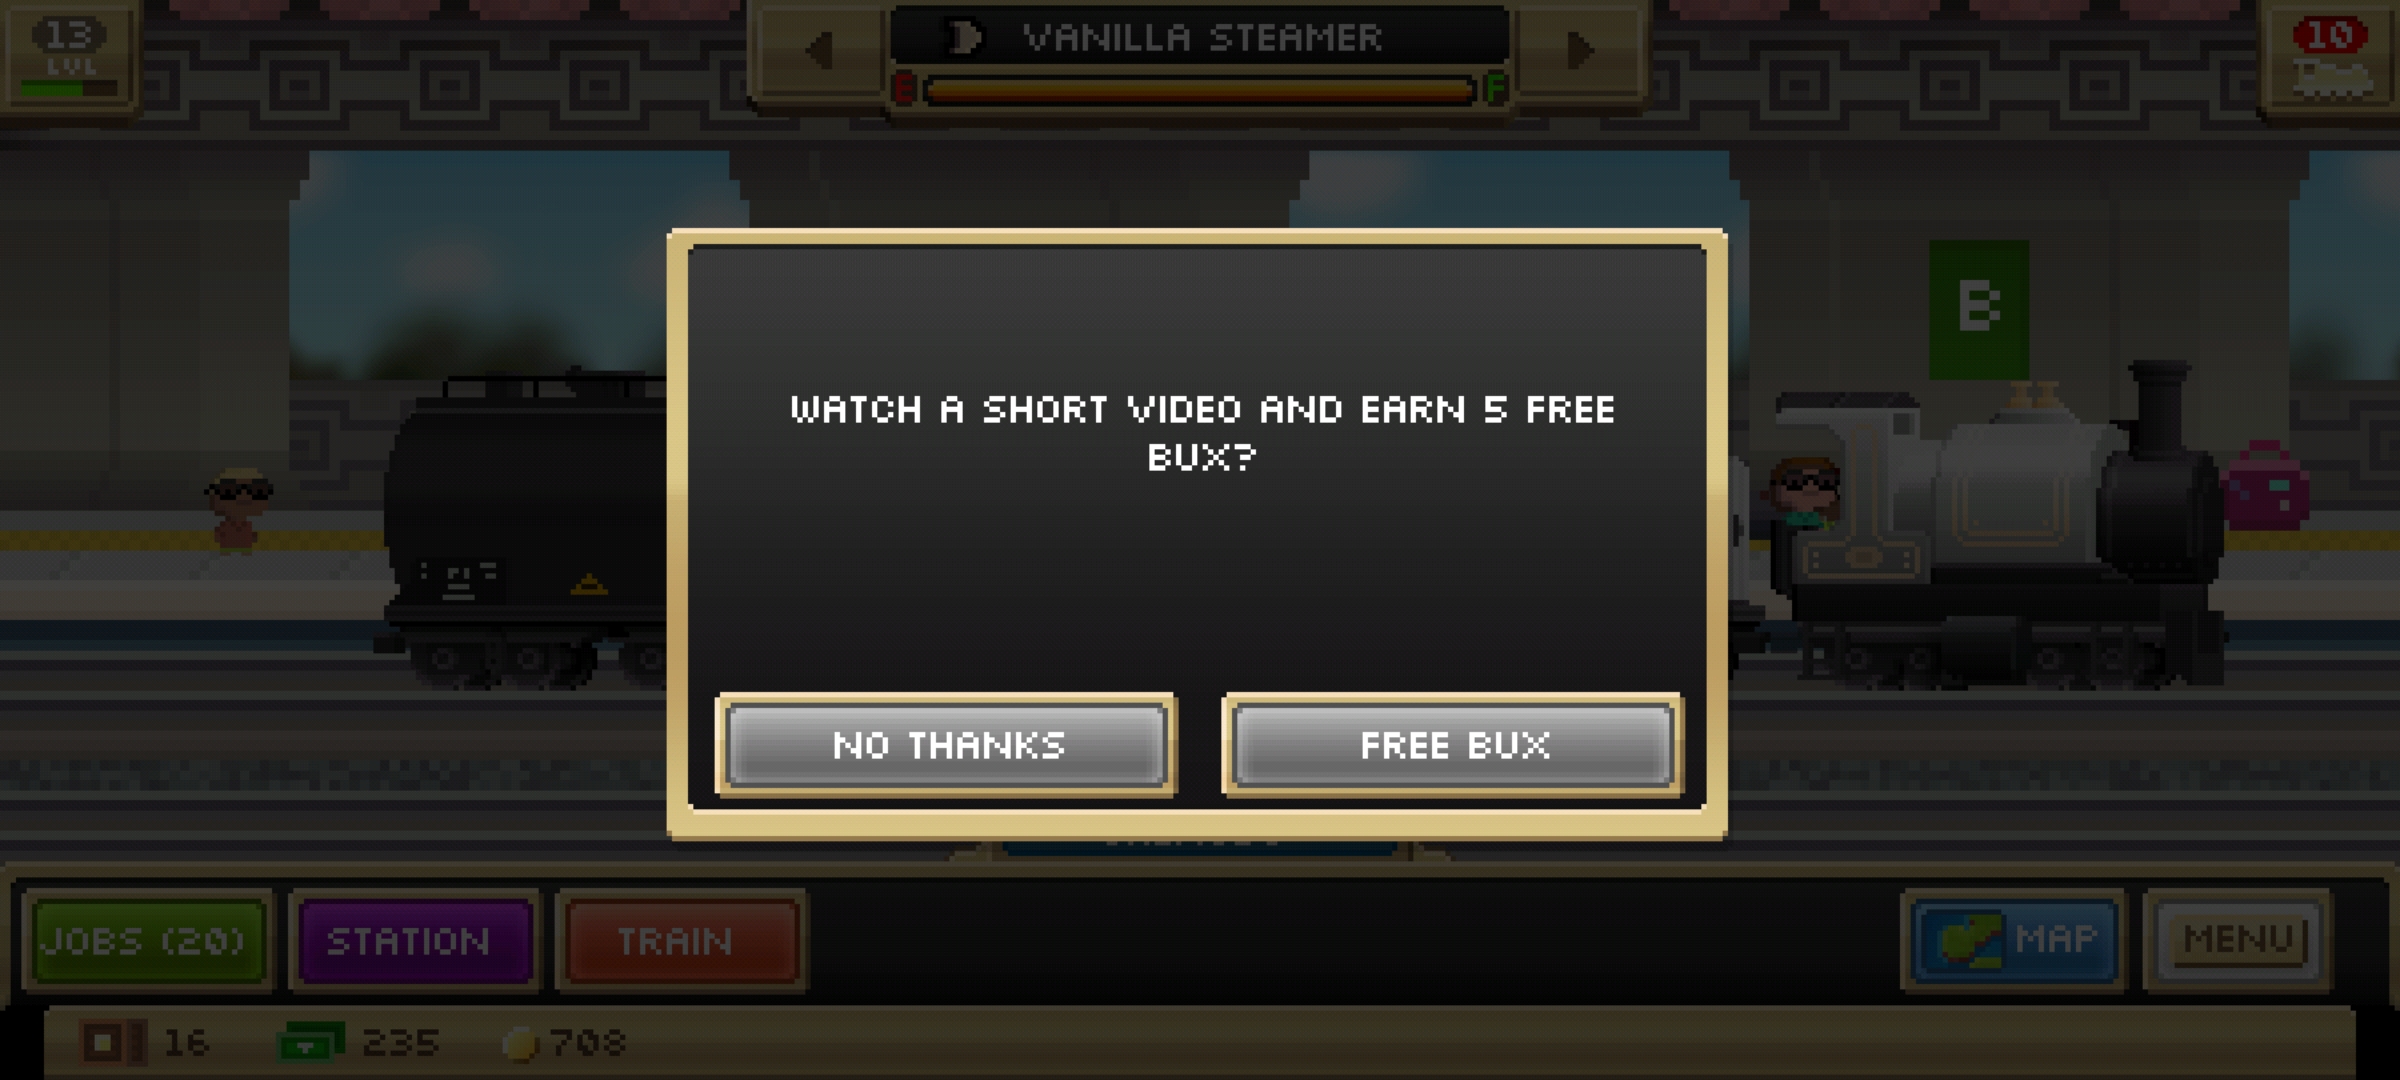 13
LVL
VANILLA STEAMER
E
F
10
B
WATCH A SHORT VIDEO AND EARN 5 FREE
BUX?
NO THANKS
FREE BUX
JOBS (20)
STATION
TRAIN
MAP
MENU
16
235
708